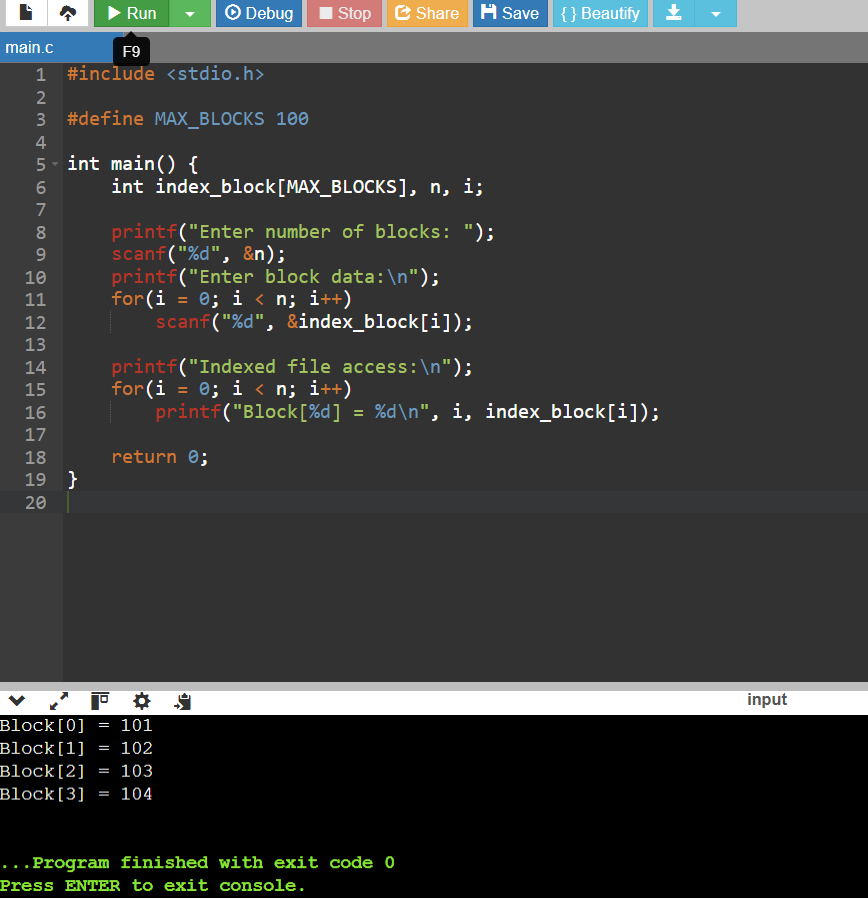 Run Debug Stop Share Save { } Beautify
main.c
F9
1 #include <stdio.h>
2
3 #define MAX_BLOCKS 100
4
5 int main() {
6     int index_block[MAX_BLOCKS], n, i;
7
8     printf("Enter number of blocks: ");
9     scanf("%d", &n);
10     printf("Enter block data:\n");
11     for(i = 0; i < n; i++)
12         scanf("%d", &index_block[i]);
13
14     printf("Indexed file access:\n");
15     for(i = 0; i < n; i++)
16         printf("Block[%d] = %d\n", i, index_block[i]);
17
18     return 0;
19 }
20
input
Block[0] = 101
Block[1] = 102
Block[2] = 103
Block[3] = 104
...Program finished with exit code 0
Press ENTER to exit console.